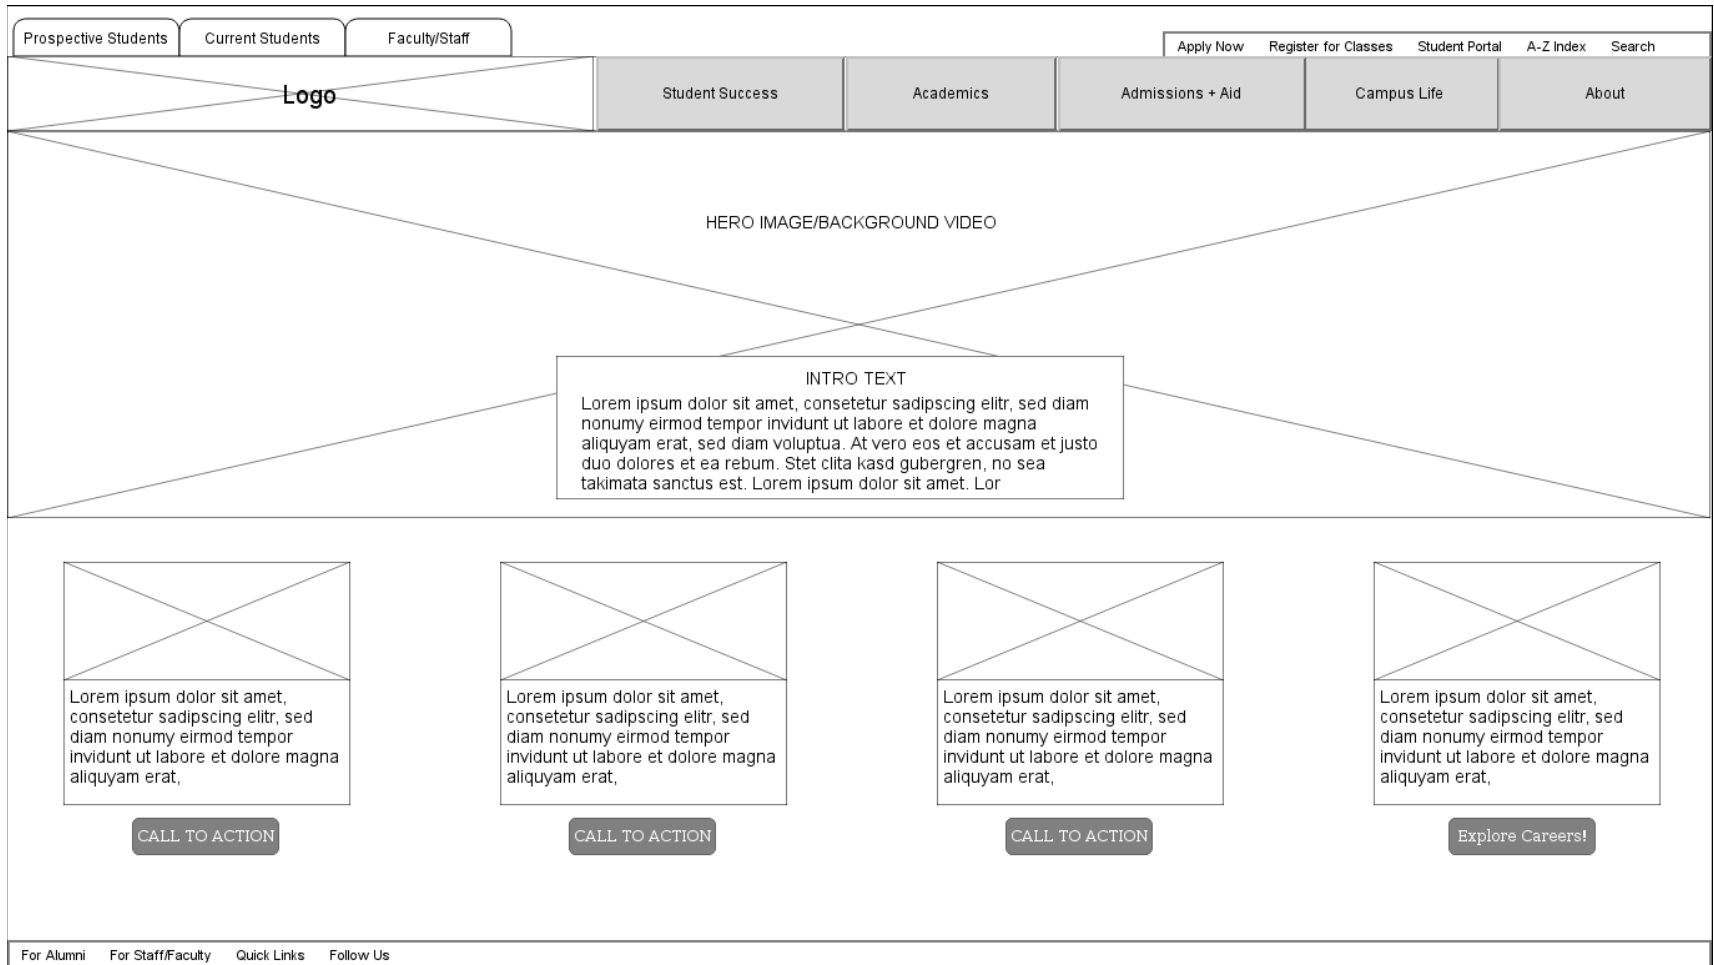 Prospective Students
Current Students
Faculty/Staff
Apply Now
Register for Classes
Student Portal
A-Z Index
Search
Logo
Student Success
Academics
Admissions + Aid
Campus Life
About
HERO IMAGE/BACKGROUND VIDEO
INTRO TEXT
Lorem ipsum dolor sit amet, consetetur sadipscing elitr, sed diam
nonumy eirmod tempor invidunt ut labore et dolore magna
aliquyam erat, sed diam voluptua. At vero eos et accusam et justo
duo dolores et ea rebum. Stet clita kasd gubergren, no sea
takimata sanctus est. Lorem ipsum dolor sit amet. Lor
Lorem ipsum dolor sit amet,
consetetur sadipscing elitr, sed
diam nonumy eirmod tempor
invidunt ut labore et dolore magna
aliquyam erat,
CALL TO ACTION
Lorem ipsum dolor sit amet,
consetetur sadipscing elitr, sed
diam nonumy eirmod tempor
invidunt ut labore et dolore magna
aliquyam erat,
CALL TO ACTION
Lorem ipsum dolor sit amet,
consetetur sadipscing elitr, sed
diam nonumy eirmod tempor
invidunt ut labore et dolore magna
aliquyam erat,
CALL TO ACTION
Lorem ipsum dolor sit amet,
consetetur sadipscing elitr, sed
diam nonumy eirmod tempor
invidunt ut labore et dolore magna
aliquyam erat,
Explore Careers!
For Alumni
For Staff/Faculty
Quick Links
Follow Us